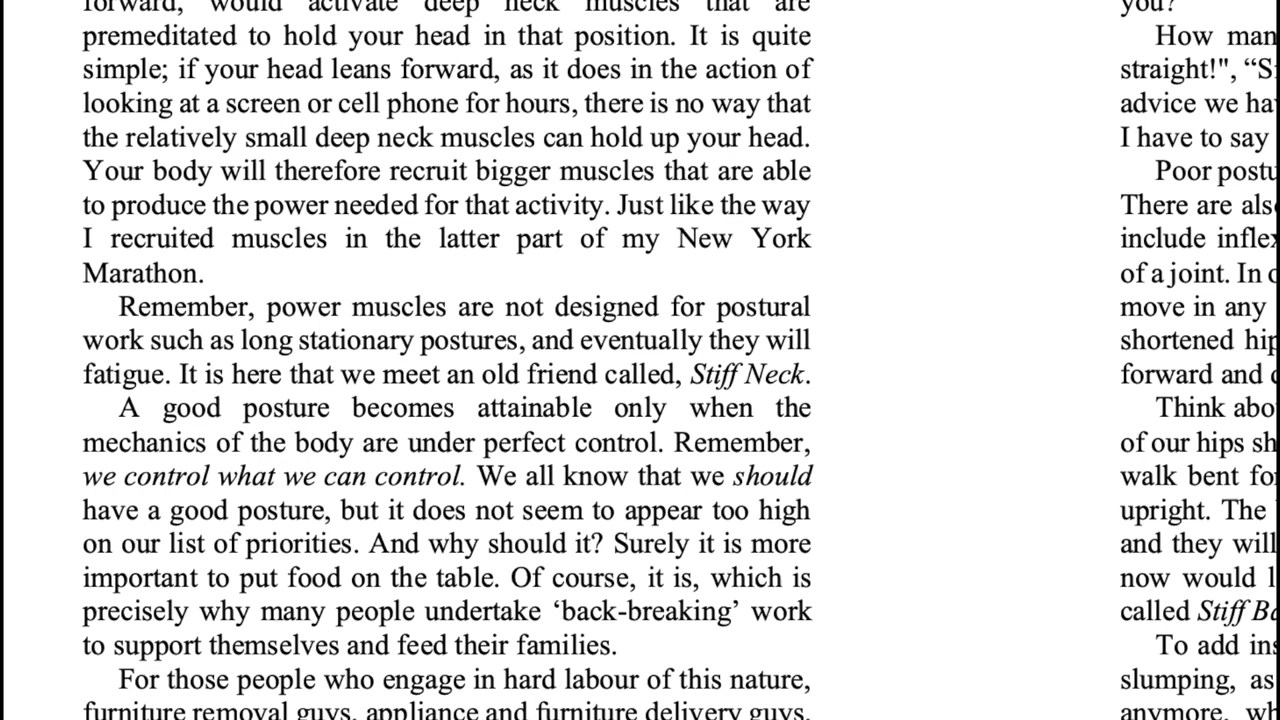 forward, would activate deep neck muscles that are
premeditated to hold your head in that position. It is quite
simple; if your head leans forward, as it does in the action of
looking at a screen or cell phone for hours, there is no way that
the relatively small deep neck muscles can hold up your head.
Your body will therefore recruit bigger muscles that are able
to produce the power needed for that activity. Just like the way
I recruited muscles in the latter part of my New York
Marathon.
Remember, power muscles are not designed for postural
work such as long stationary postures, and eventually they will
fatigue. It is here that we meet an old friend called, Stiff Neck.
A good posture becomes attainable only when the
mechanics of the body are under perfect control. Remember,
we control what we can control. We all know that we should
have a good posture, but it does not seem to appear too high
on our list of priorities. And why should it? Surely it is more
important to put food on the table. Of course, it is, which is
precisely why many people undertake ‘back-breaking’ work
to support themselves and feed their families.
For those people who engage in hard labour of this nature,
furniture removal guys, appliance and furniture delivery guys,
you?
How man
straight!", “S
advice we ha
I have to say
Poor postu
There are als
include inflex
of a joint. In
move in any
shortened hip
forward and
Think abo
of our hips sh
walk bent fo
upright. The
and they will
now would l
called Stiff B
To add ins
slumping, as
anymore, wh